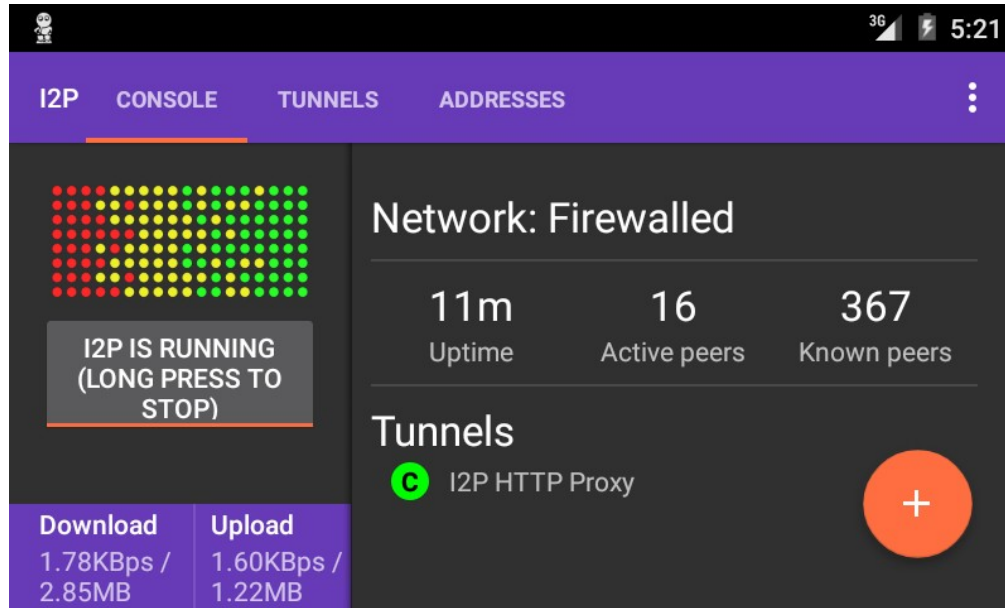 3G 5:21
I2P CONSOLE TUNNELS ADDRESSES
I2P IS RUNNING
(LONG PRESS TO
STOP)
Download Upload
1.78KBps / 1.60KBps /
2.85MB 1.22MB
Network: Firewalled
11m 16 367
Uptime Active peers Known peers
Tunnels
C I2P HTTP Proxy
+